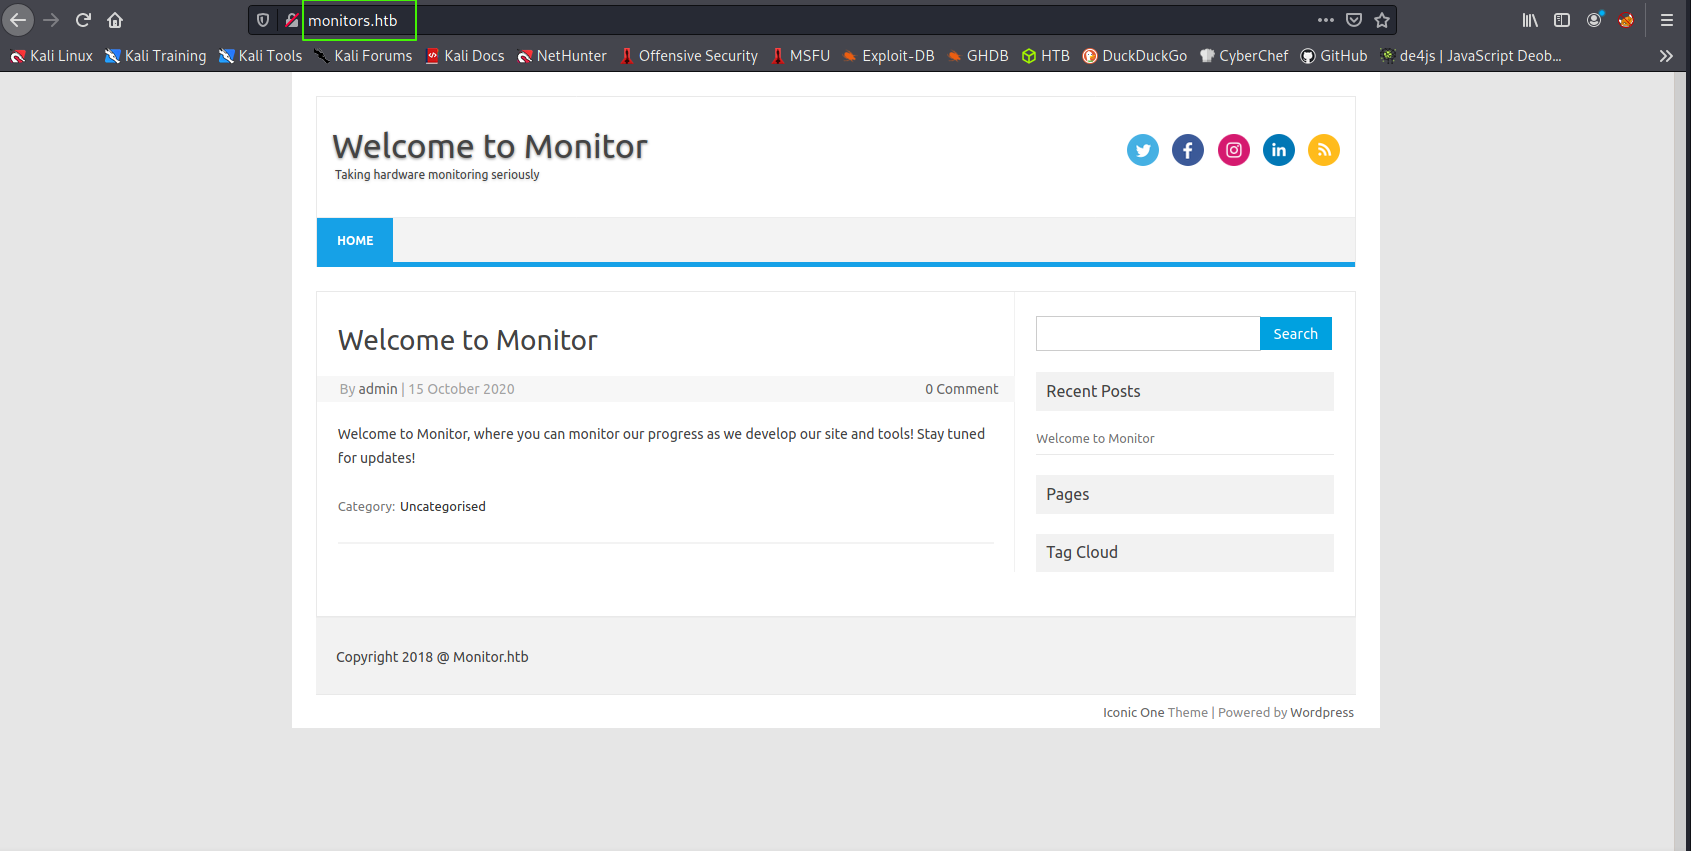 monitors.htb
Kali Linux Kali Training Kali Tools Kali Forums Kali Docs NetHunter Offensive Security MSFU Exploit-DB GHDB HTB DuckDuckGo CyberChef GitHub de4js | JavaScript Deob...
Welcome to Monitor
Taking hardware monitoring seriously
HOME
Welcome to Monitor
By admin | 15 October 2020 0 Comment
Welcome to Monitor, where you can monitor our progress as we develop our site and tools! Stay tuned
for updates!
Category: Uncategorised
Search
Recent Posts
Welcome to Monitor
Pages
Tag Cloud
Copyright 2018 @ Monitor.htb
Iconic One Theme | Powered by Wordpress